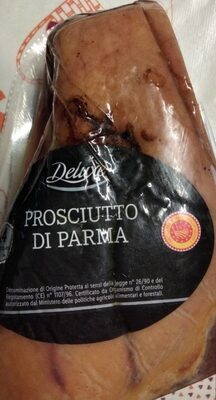 Deluxe
PROSCIUTTO
DI PARMA
Denominazione di Origine Protetta ai sensi della legge n° 26/90 e del
Regolamento (CE) n° 1107/96. Certificato da Organismo di Controllo
autorizzato dal Ministero delle politiche agricole alimentari e forestali.